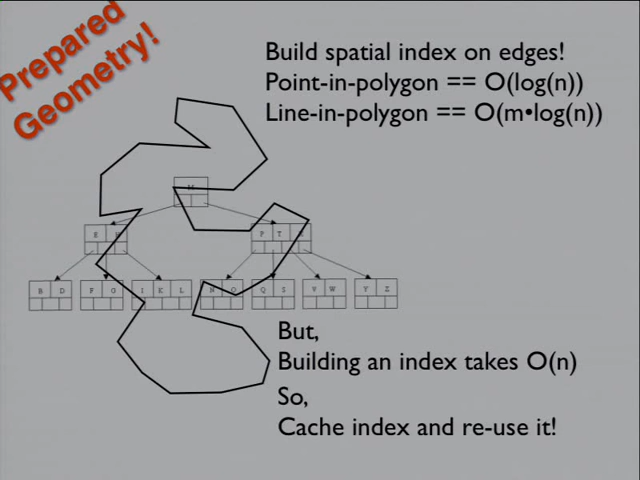 Prepared
Geometry!
Build spatial index on edges!
Point-in-polygon == O(log(n))
Line-in-polygon == O(m•log(n))
M
E H
P T X
B D
F G
I K L
N O
Q S
V W
Y Z
But,
Building an index takes O(n)
So,
Cache index and re-use it!